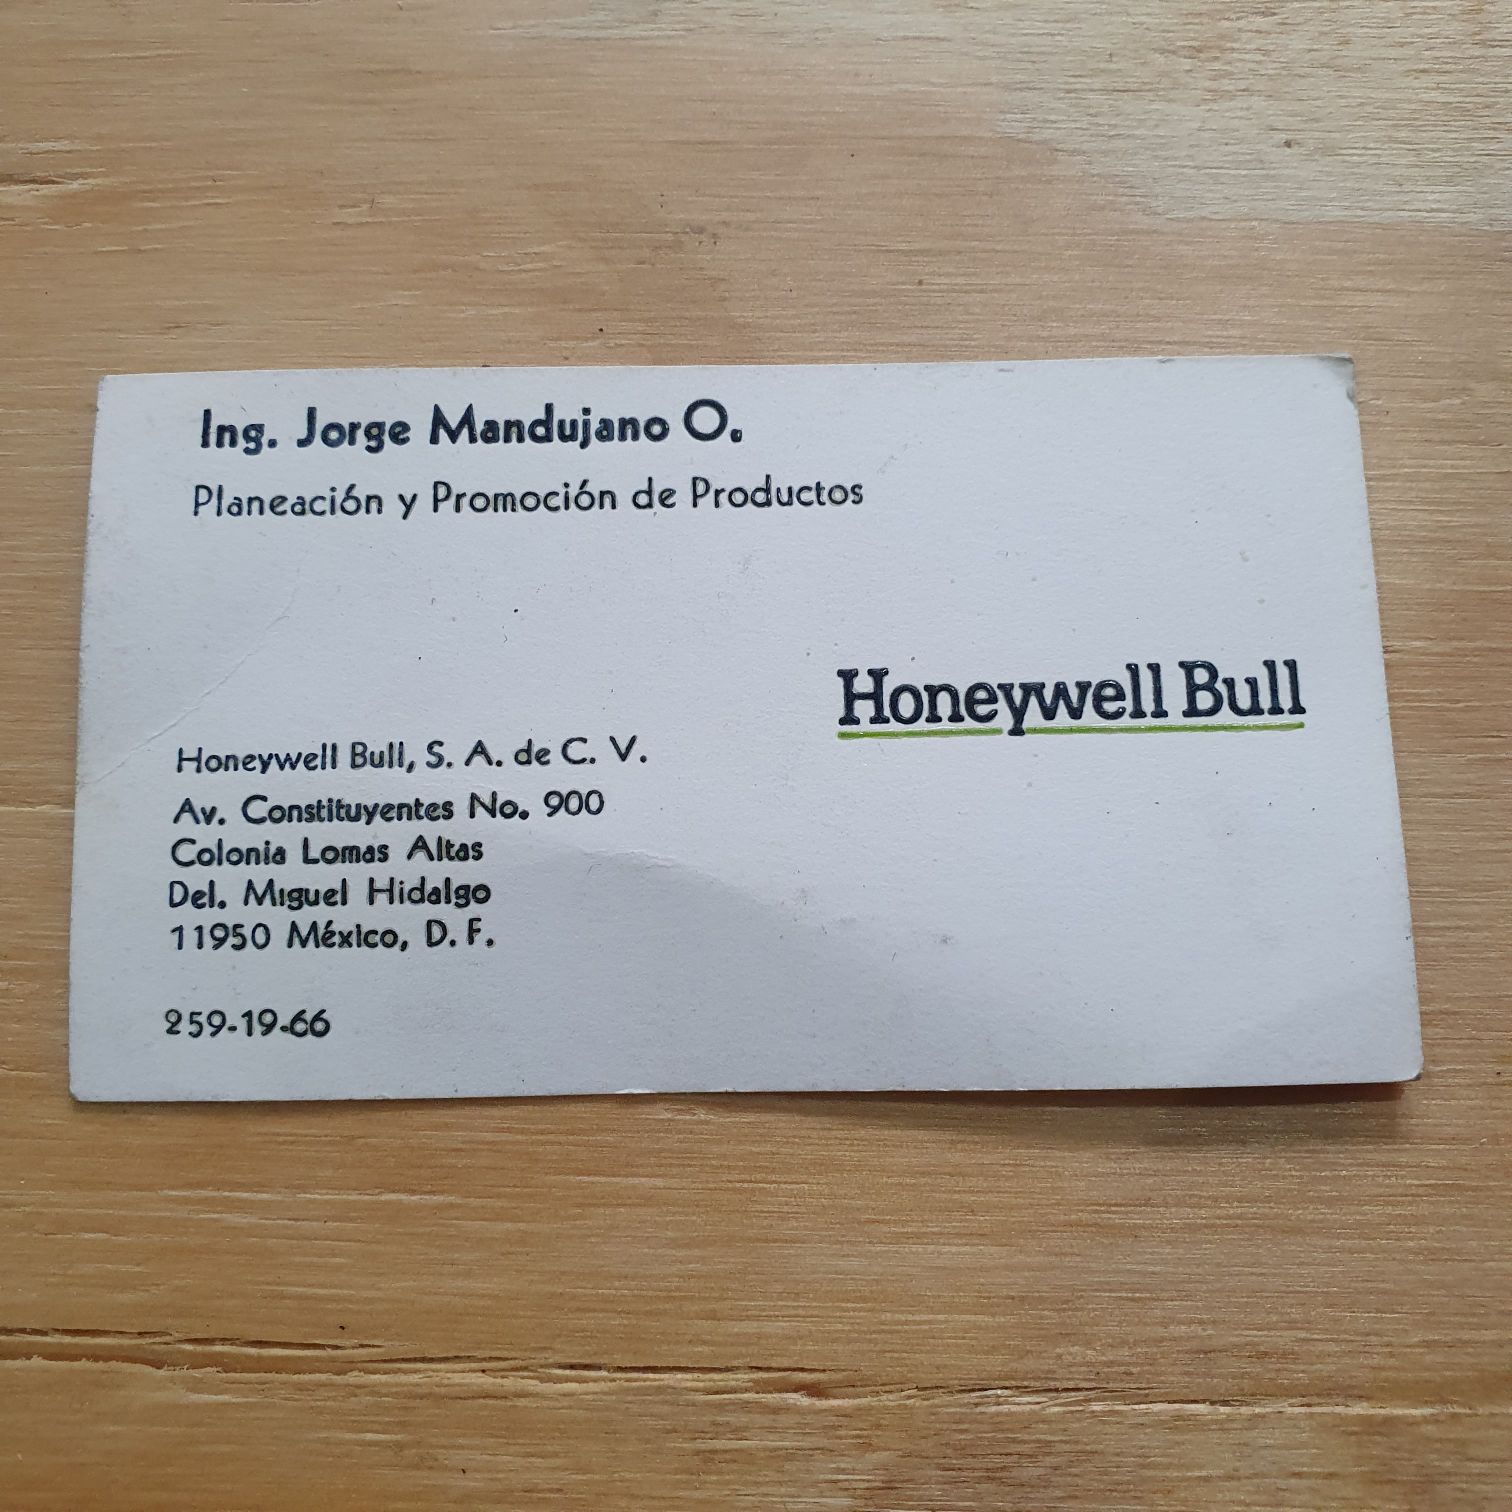 Ing. Jorge Mandujano O.
Planeación y Promoción de Productos
Honeywell Bull
Honeywell Bull, S. A. de C. V.
Av. Constituyentes No. 900
Colonia Lomas Altas
Del. Miguel Hidalgo
11950 México, D. F.
259-19-66